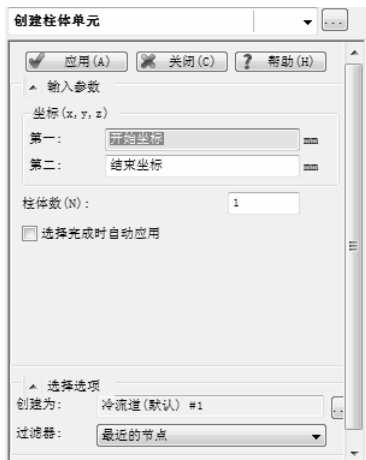 创建柱体单元
应用(A) 关闭(C) 帮助(H)
输入参数
坐标(x,y,z)
第一: 开始坐标 mm
第二: 结束坐标 mm
柱体数(N): 1
选择完成时自动应用
选择选项
创建为: 冷流道(默认) #1
过滤器: 最近的节点